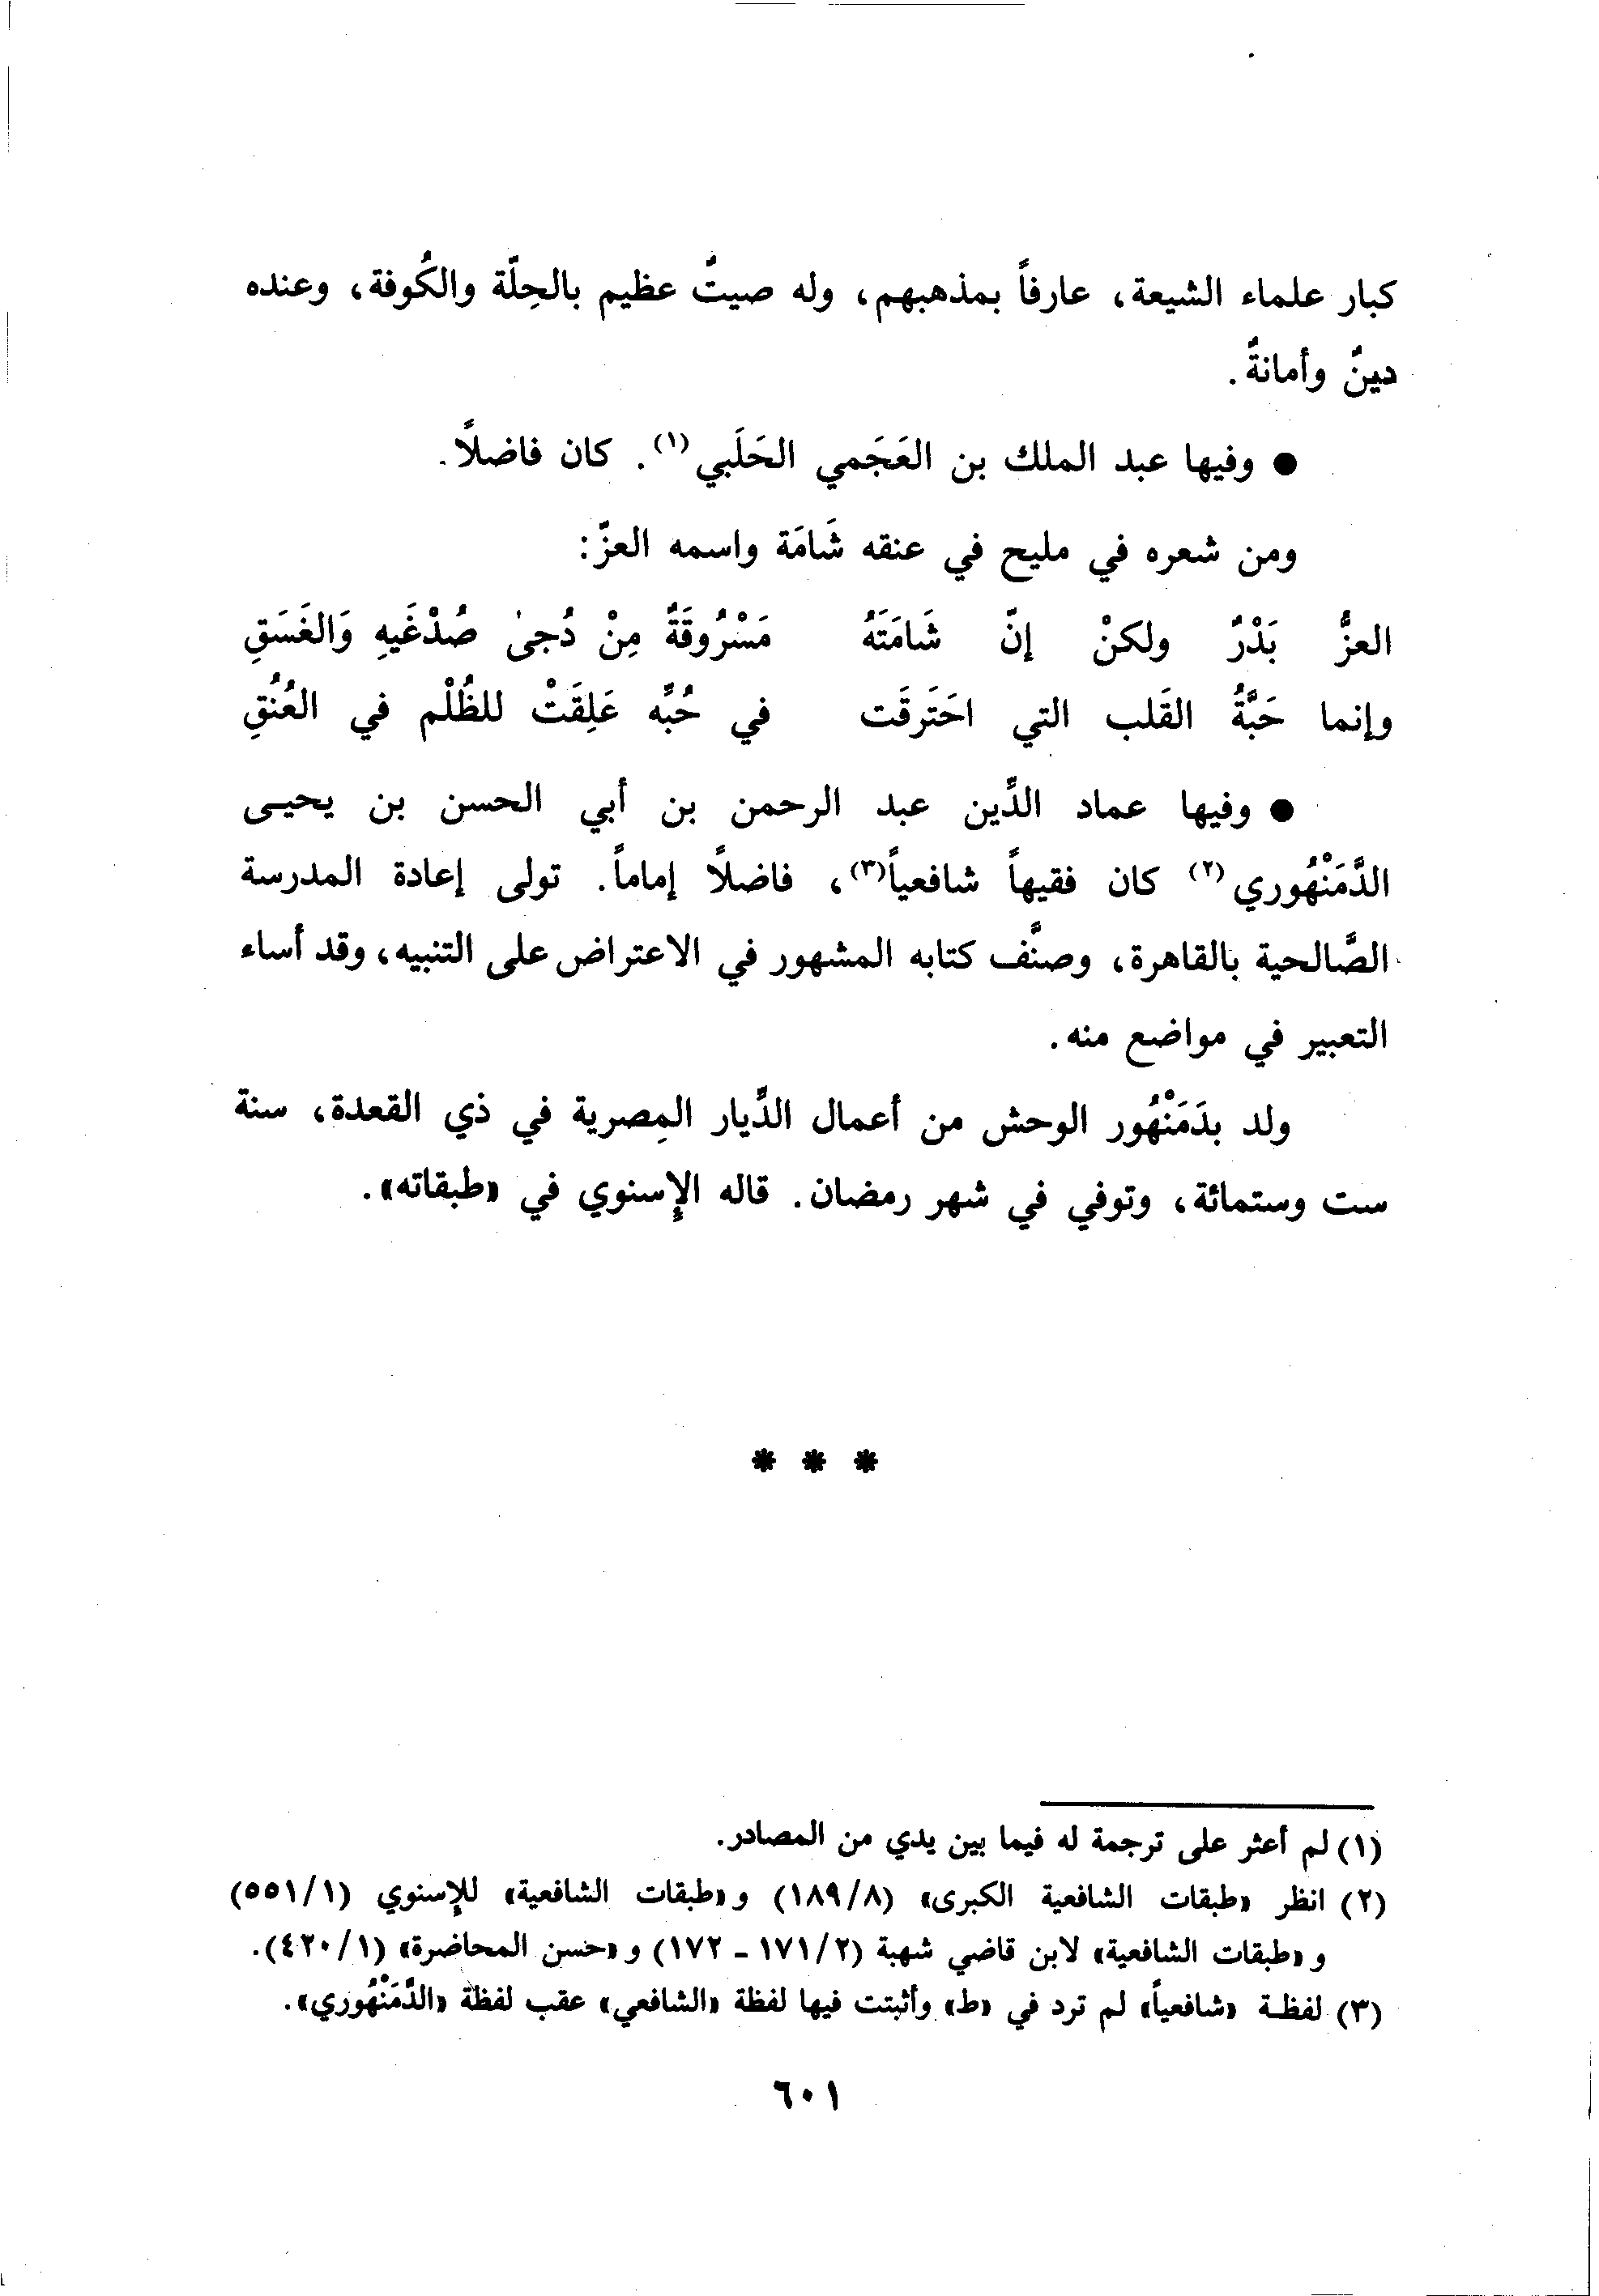 كبار علماء الشيعة، عارفاً بمذهبهم، وله صيتٌ عظيم بالحِلّة والكُوفة، وعنده
دينٌ وأمانةٌ.
● وفيها عبد الملك بن العَجَمي الحَلَبي(١). كان فاضلاً.
ومن شعره في مليح في عنقه شَامَة واسمه العزّ:
العزُّ بَدْرٌ ولكنْ إنّ شَامَتَهُ مَسْرُوقَةٌ مِنْ دُجىٰ صُدْغَيهِ وَالغَسَقِ
وإنما حَبَّةُ القَلب التي احَترقَت في حُبِّه عَلِقَتْ للظُلْم في العُنُقِ
● وفيها عماد الدِّين عبد الرحمن بن أبي الحسن بن يحيـى
الدَّمَنْهُوري(٢) كان فقيهاً شافعياً(٣)، فاضلاً إماماً. تولى إعادة المدرسة
الصَّالحية بالقاهرة، وصنَّف كتابه المشهور في الاعتراض على التنبيه، وقد أساء
التعبير في مواضع منه.
ولد بدَمَنْهُور الوحش من أعمال الدِّيار المِصرية في ذي القعدة، سنة
ست وستمائة، وتوفي في شهر رمضان. قاله الإسنوي في «طبقاته».
* * *
(١) لم أعثر على ترجمة له فيما بين يدي من المصادر.
(٢) انظر «طبقات الشافعية الكبرى» (١٨٩/٨) و «طبقات الشافعية» للإسنوي (٥٥١/١)
و «طبقات الشافعية» لابن قاضي شهبة (١٧١/٢ ـ ١٧٢) و «حسن المحاضرة» (٤٢٠/١).
(٣) لفظـة «شافعياً» لم ترد في «ط» وأثبتت فيها لفظة «الشافعي» عقب لفظة «الدَّمَنْهُوري».
٦٠١